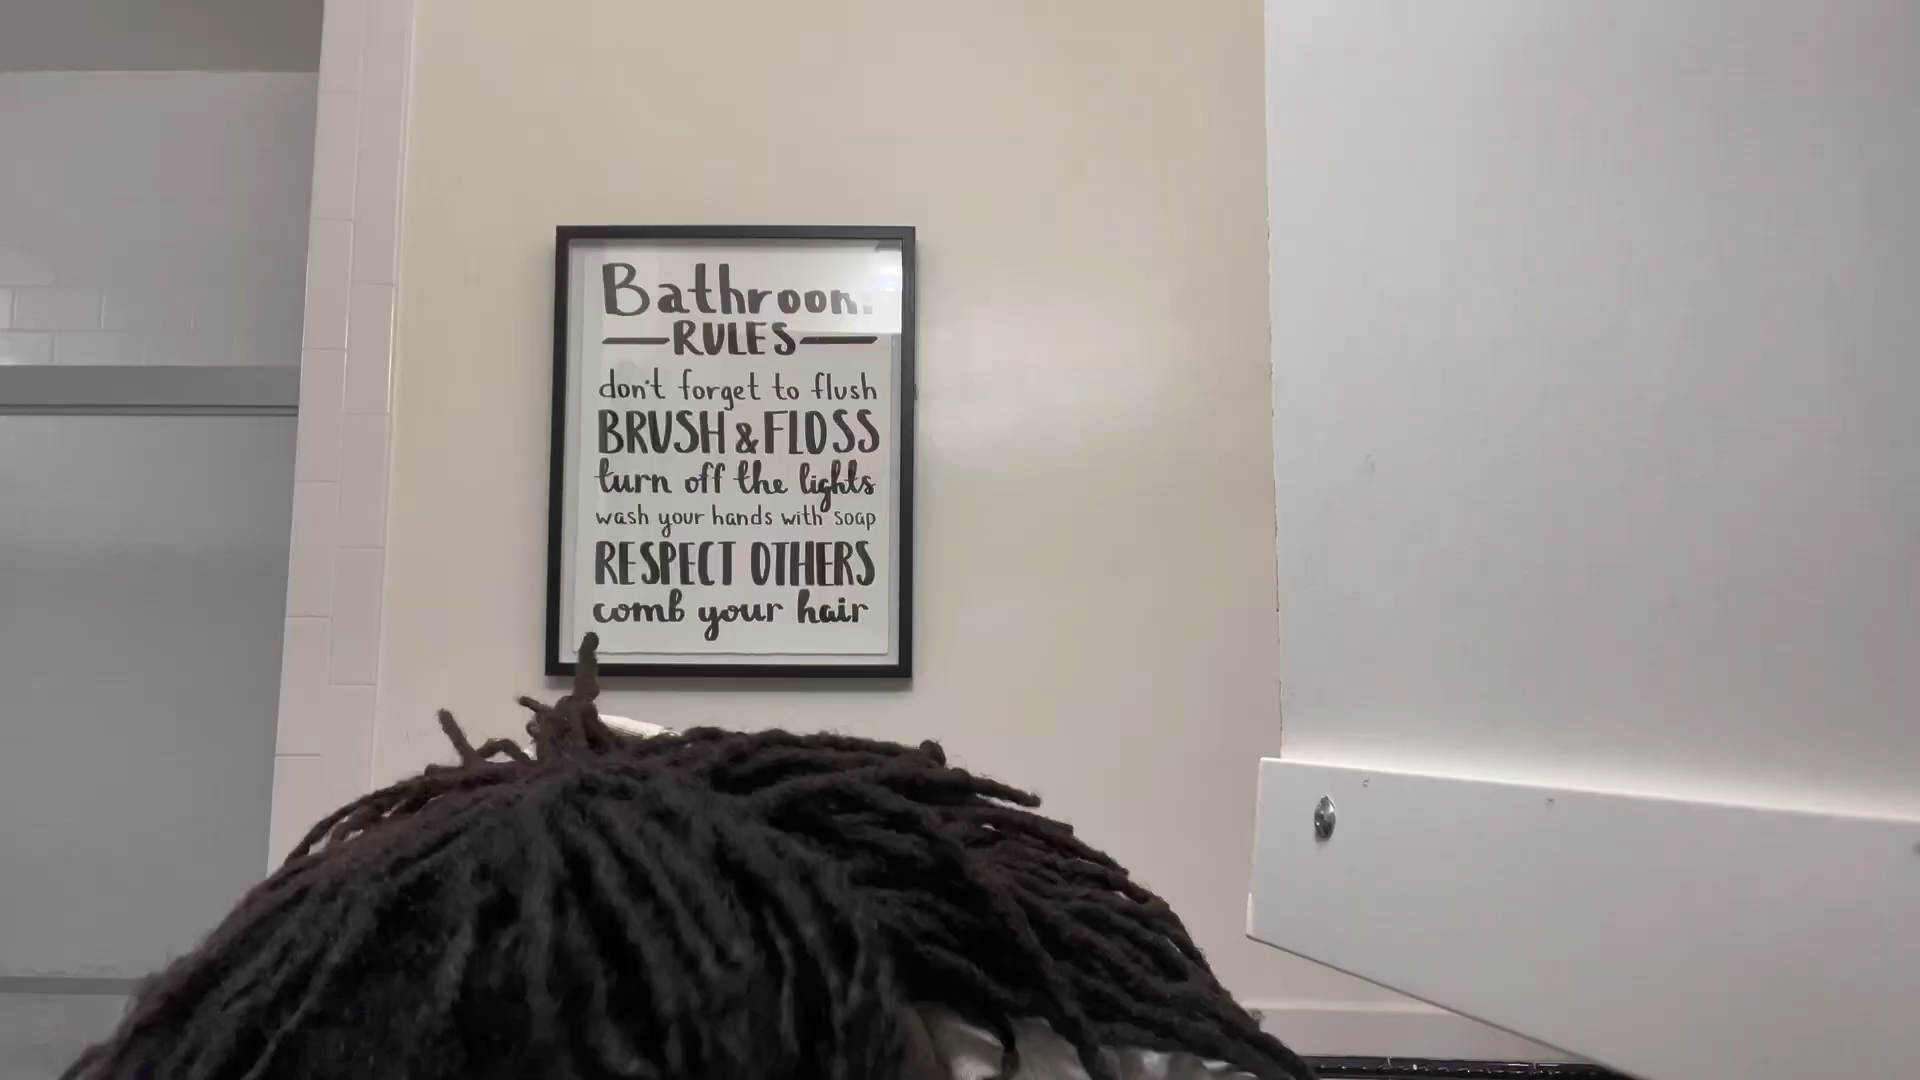 Bathroom
RULES
don't forget to flush
BRUSH & FLOSS
turn off the lights
wash your hands with soap
RESPECT OTHERS
comb your hair